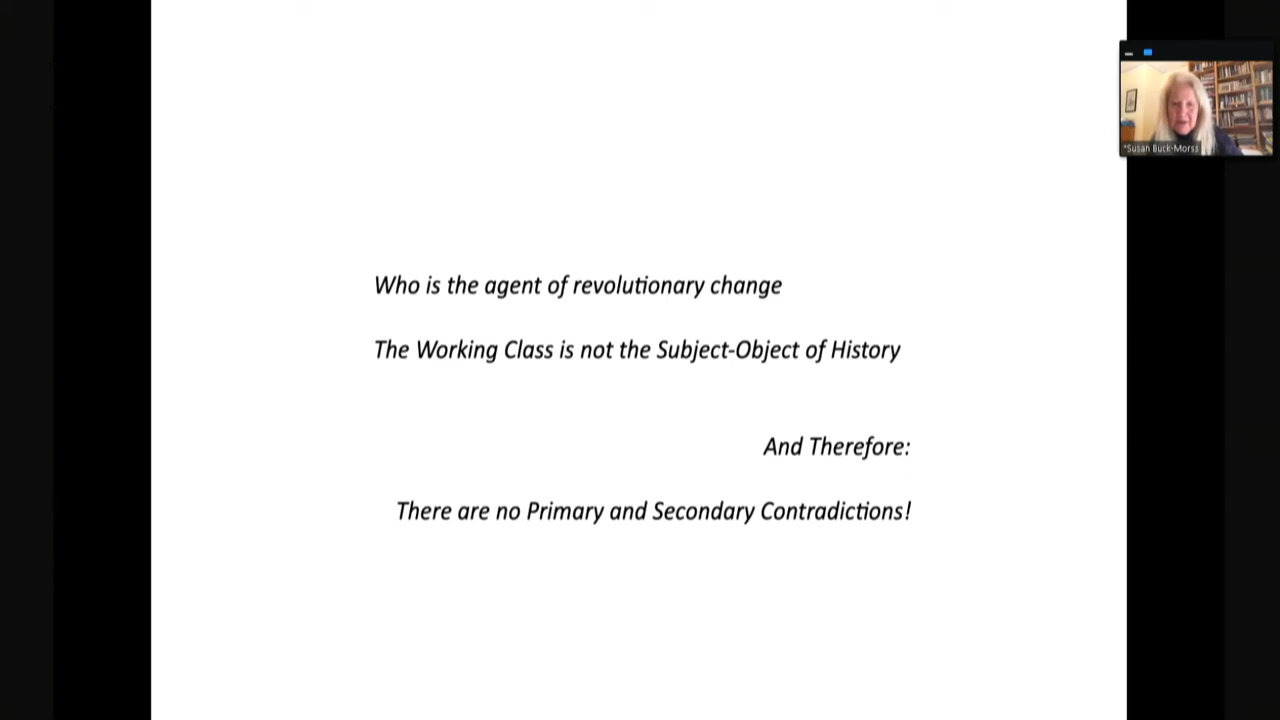 Who is the agent of revolutionary change
The Working Class is not the Subject-Object of History
And Therefore:
There are no Primary and Secondary Contradictions!
*Susan Buck-Morss